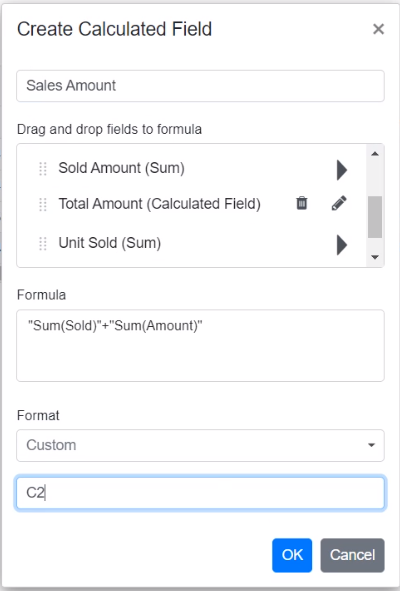 Create Calculated Field
Sales Amount
Drag and drop fields to formula
Sold Amount (Sum)
Total Amount (Calculated Field)
Unit Sold (Sum)
Formula
"Sum(Sold)"+"Sum(Amount)"
Format
Custom
C2
OK Cancel